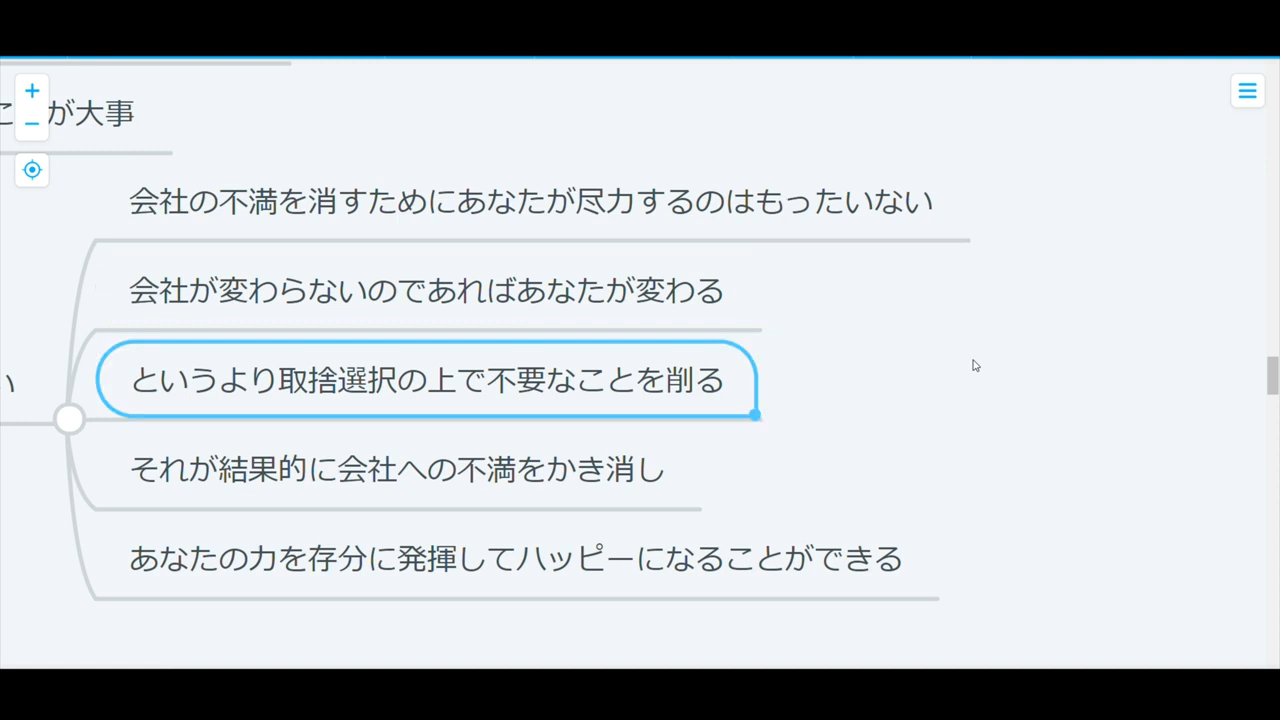 が大事
会社の不満を消すためにあなたが尽力するのはもったいない
会社が変わらないのであればあなたが変わる
というより取捨選択の上で不要なことを削る
い
それが結果的に会社への不満をかき消し
あなたの力を存分に発揮してハッピーになることができる